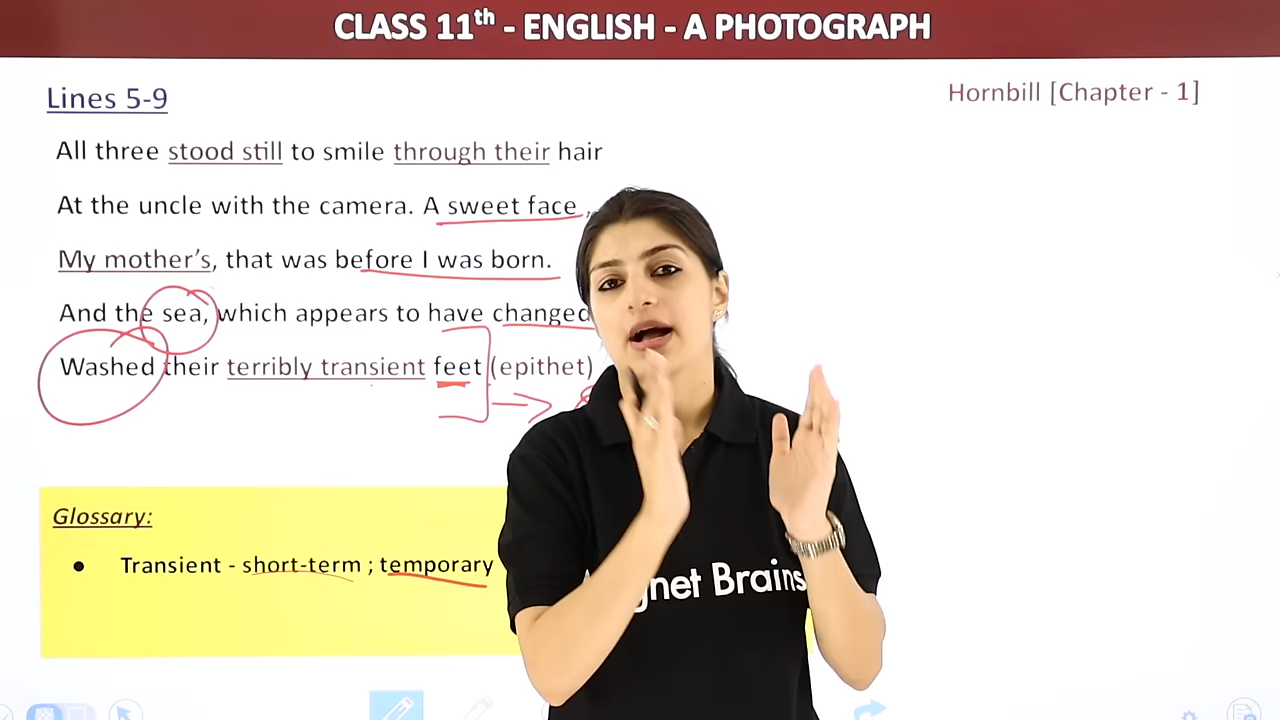 CLASS 11th - ENGLISH - A PHOTOGRAPH
Lines 5-9
Hornbill [Chapter - 1]
All three stood still to smile through their hair
At the uncle with the camera. A sweet face,
My mother's, that was before I was born.
And the sea, which appears to have changed
Washed their terribly transient feet (epithet)
Glossary:
• Transient - short-term ; temporary
Brains